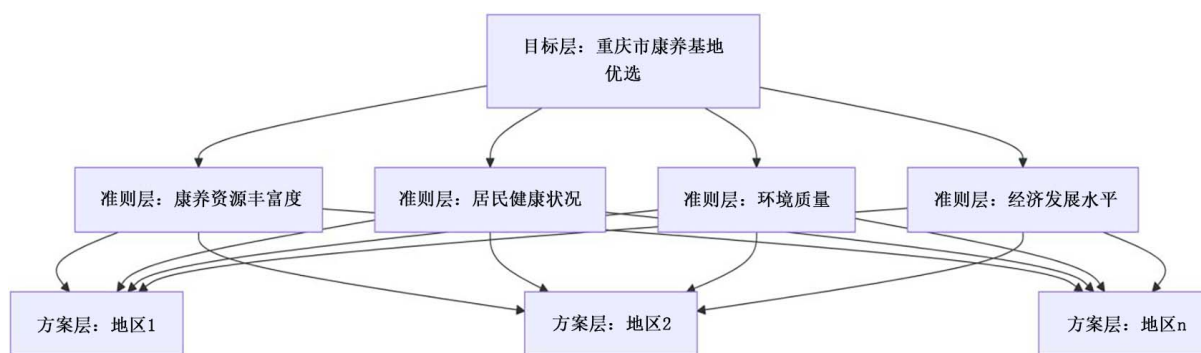 目标层：重庆市康养基地
优选
准则层：康养资源丰富度
准则层：居民健康状况
准则层：环境质量
准则层：经济发展水平
方案层：地区1
方案层：地区2
方案层：地区n